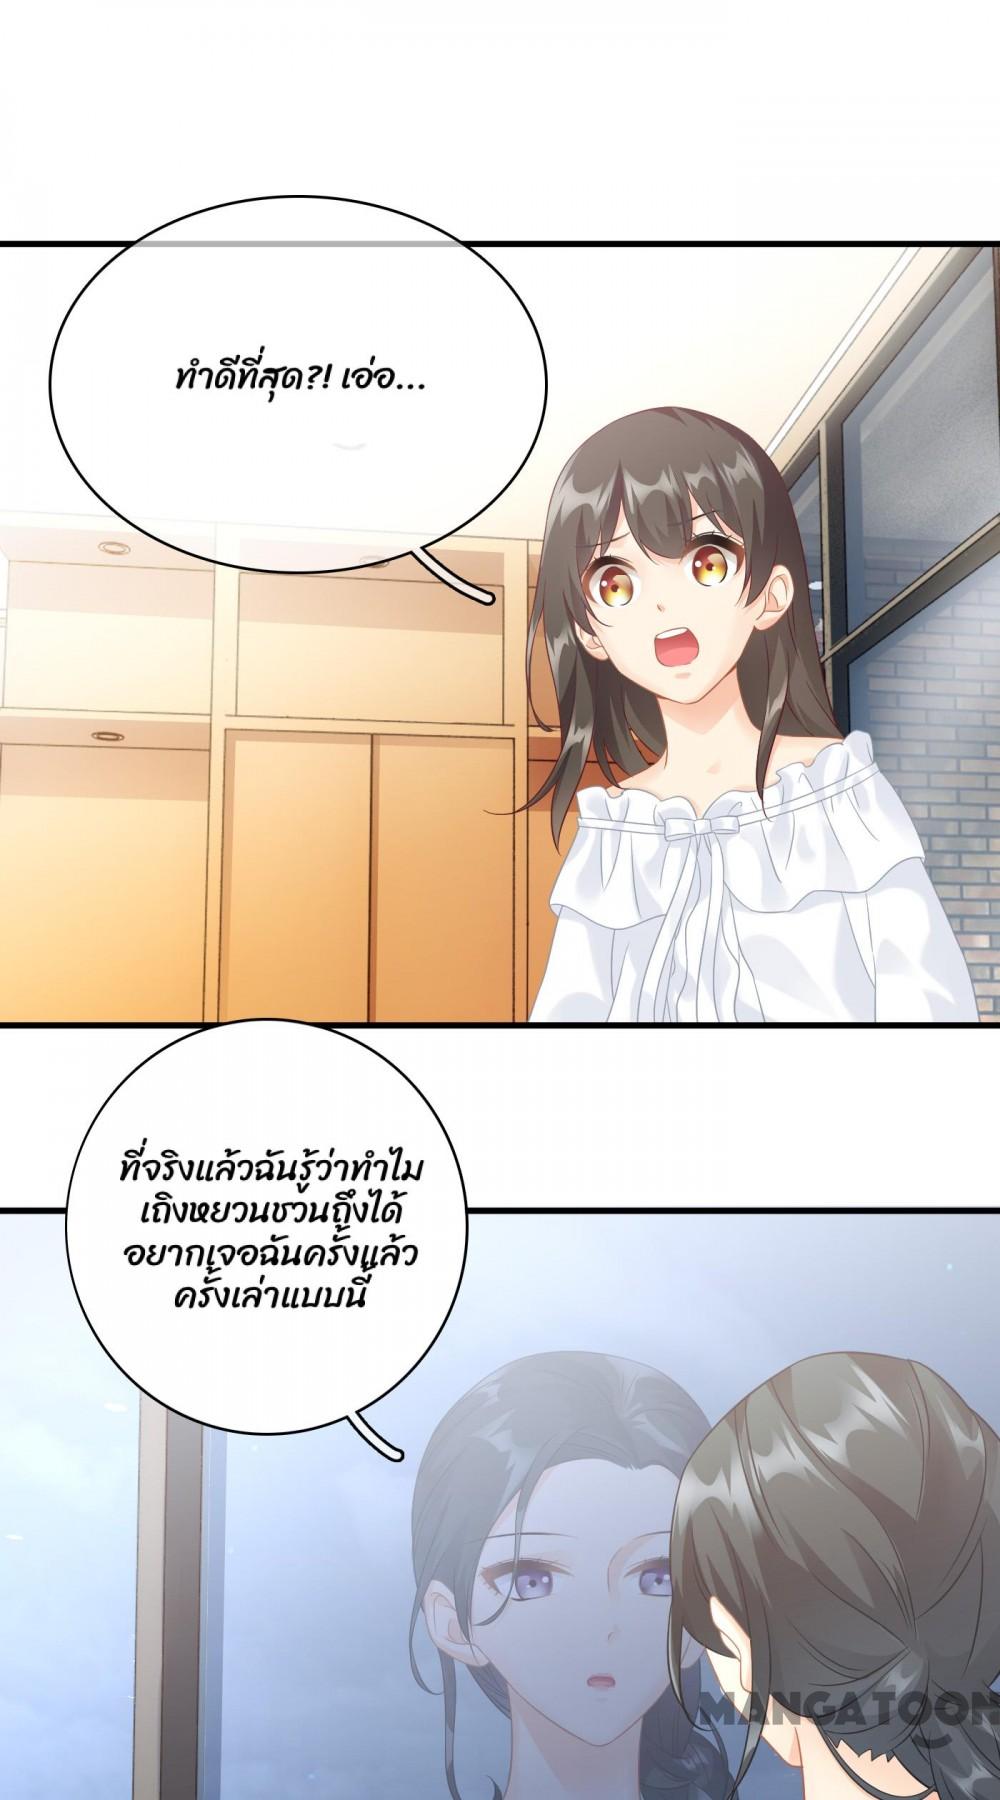 ทำดีที่สุด?! เอ่อ...
ที่จริงแล้วฉันรู้ว่าทำไม
เถิงหยวนชวนถึงได้
อยากเจอฉันครั้งแล้ว
ครั้งเล่าแบบนี้
MANGATOON